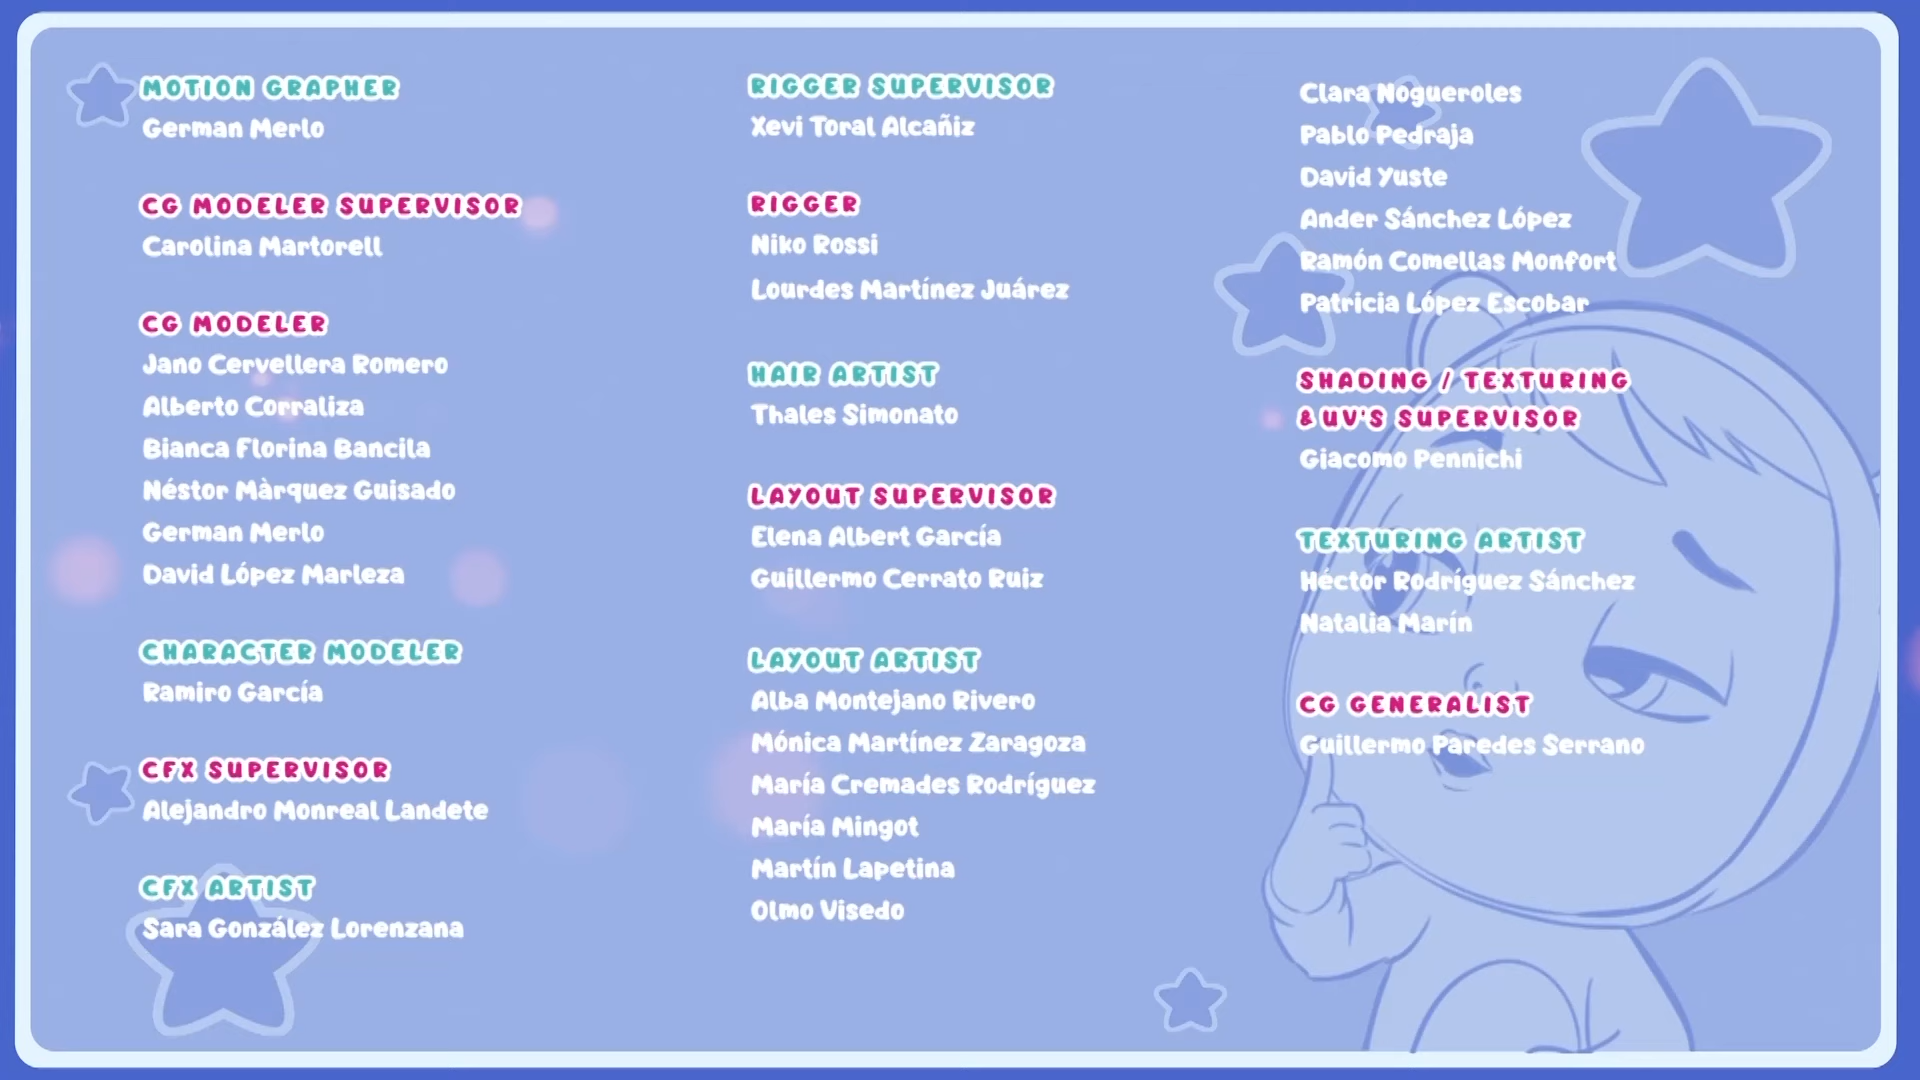 MOTION GRAPHER
German Merlo
CG MODELER SUPERVISOR
Carolina Martorell
CG MODELER
Jano Cervellera Romero
Alberto Corraliza
Bianca Florina Bancila
Néstor Màrquez Guisado
German Merlo
David López Marleza
CHARACTER MODELER
Ramiro García
CFX SUPERVISOR
Alejandro Monreal Landete
CFX ARTIST
Sara González Lorenzana
RIGGER SUPERVISOR
Xevi Toral Alcañiz
RIGGER
Niko Rossi
Lourdes Martínez Juárez
HAIR ARTIST
Thales Simonato
LAYOUT SUPERVISOR
Elena Albert García
Guillermo Cerrato Ruiz
LAYOUT ARTIST
Alba Montejano Rivero
Mónica Martínez Zaragoza
María Cremades Rodríguez
María Mingot
Martín Lapetina
Olmo Visedo
Clara Nogueroles
Pablo Pedraja
David Yuste
Ander Sánchez López
Ramón Comellas Monfort
Patricia López Escobar
SHADING / TEXTURING
& UV'S SUPERVISOR
Giacomo Pennichi
TEXTURING ARTIST
Héctor Rodríguez Sánchez
Natalia Marín
CG GENERALIST
Guillermo Paredes Serrano